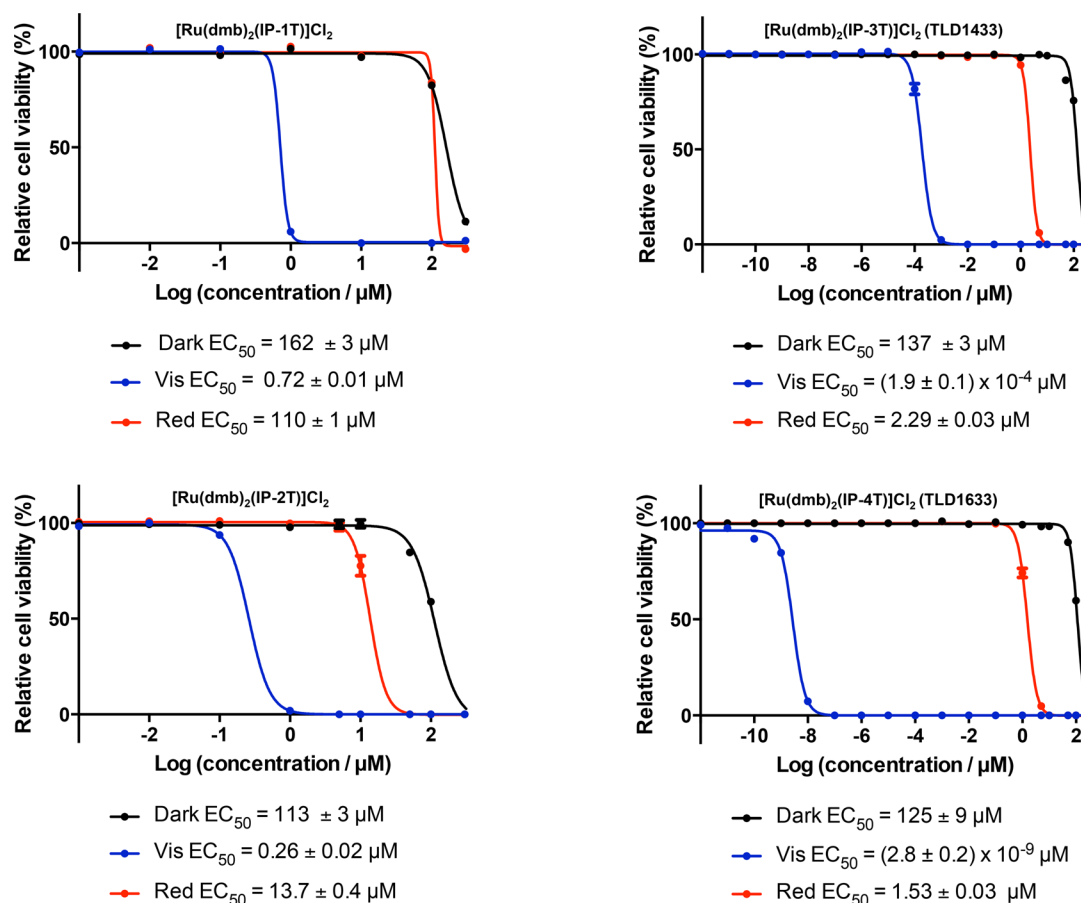 [Ru(dmb)₂(IP-1T)]Cl₂
Relative cell viability (%)
100
50
0
-2 -1 0 1 2
Log (concentration / µM)
Dark EC₅₀ = 162 ± 3 µM
Vis EC₅₀ = 0.72 ± 0.01 µM
Red EC₅₀ = 110 ± 1 µM
[Ru(dmb)₂(IP-3T)]Cl₂ (TLD1433)
Relative cell viability (%)
100
50
0
-10 -8 -6 -4 -2 0 2
Log (concentration / µM)
Dark EC₅₀ = 137 ± 3 µM
Vis EC₅₀ = (1.9 ± 0.1) x 10⁻⁴ µM
Red EC₅₀ = 2.29 ± 0.03 µM
[Ru(dmb)₂(IP-2T)]Cl₂
Relative cell viability (%)
100
50
0
-2 -1 0 1 2
Log (concentration / µM)
Dark EC₅₀ = 113 ± 3 µM
Vis EC₅₀ = 0.26 ± 0.02 µM
Red EC₅₀ = 13.7 ± 0.4 µM
[Ru(dmb)₂(IP-4T)]Cl₂ (TLD1633)
Relative cell viability (%)
100
50
0
-10 -8 -6 -4 -2 0 2
Log (concentration / µM)
Dark EC₅₀ = 125 ± 9 µM
Vis EC₅₀ = (2.8 ± 0.2) x 10⁻⁹ µM
Red EC₅₀ = 1.53 ± 0.03 µM